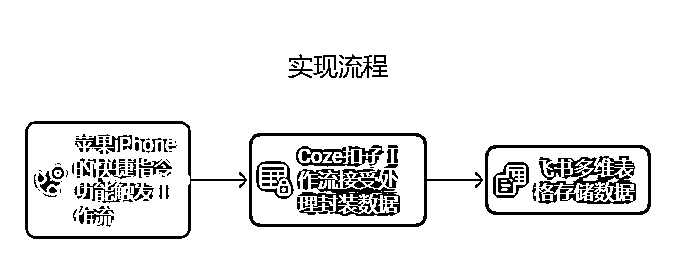 实现流程
苹果iPhone
的快捷指令
功能触发工
作流
Coze扣子工
作流接受处
理封装数据
飞书多维表
格存储数据